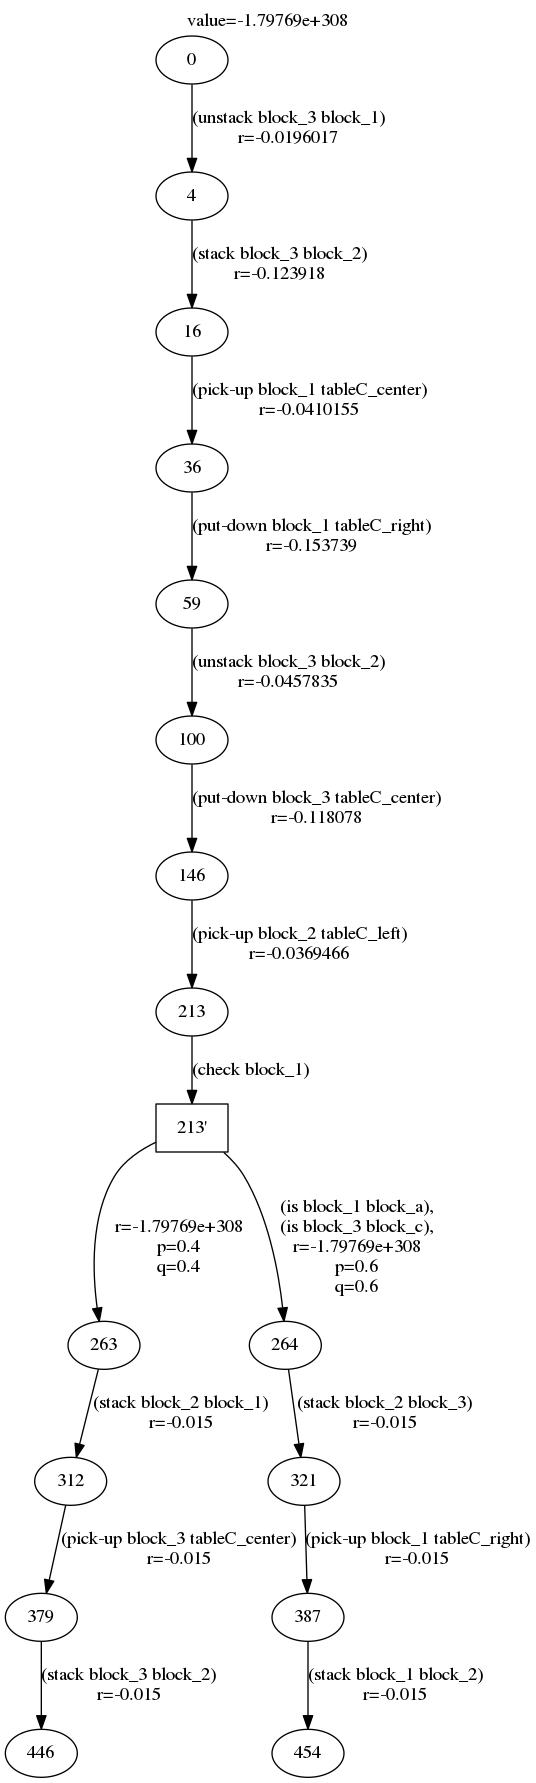 value=-1.79769e+308
0
(unstack block_3 block_1)
r=-0.0196017
4
(stack block_3 block_2)
r=-0.123918
16
(pick-up block_1 tableC_center)
r=-0.0410155
36
(put-down block_1 tableC_right)
r=-0.153739
59
(unstack block_3 block_2)
r=-0.0457835
100
(put-down block_3 tableC_center)
r=-0.118078
146
(pick-up block_2 tableC_left)
r=-0.0369466
213
(check block_1)
213'
r=-1.79769e+308
p=0.4
q=0.4
(is block_1 block_a),
(is block_3 block_c),
r=-1.79769e+308
p=0.6
q=0.6
263
264
(stack block_2 block_1)
r=-0.015
(stack block_2 block_3)
r=-0.015
312
321
(pick-up block_3 tableC_center)
r=-0.015
(pick-up block_1 tableC_right)
r=-0.015
379
387
(stack block_3 block_2)
r=-0.015
(stack block_1 block_2)
r=-0.015
446
454